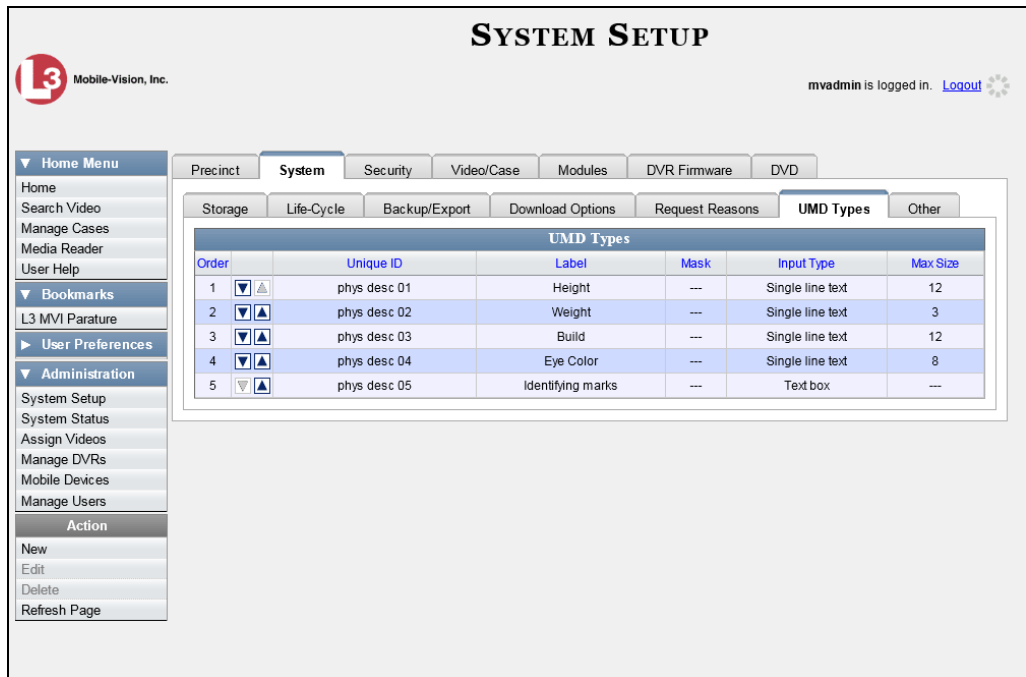 SYSTEM SETUP
L3 Mobile-Vision, Inc.
mvadmin is logged in. Logout
▼ Home Menu
Home
Search Video
Manage Cases
Media Reader
User Help
▼ Bookmarks
L3 MVI Parature
▶ User Preferences
▼ Administration
System Setup
System Status
Assign Videos
Manage DVRs
Mobile Devices
Manage Users
Action
New
Edit
Delete
Refresh Page
Precinct System Security Video/Case Modules DVR Firmware DVD
Storage Life-Cycle Backup/Export Download Options Request Reasons UMD Types Other
UMD Types
Order Unique ID Label Mask Input Type Max Size
1 phys desc 01 Height --- Single line text 12
2 phys desc 02 Weight --- Single line text 3
3 phys desc 03 Build --- Single line text 12
4 phys desc 04 Eye Color --- Single line text 8
5 phys desc 05 Identifying marks --- Text box ---